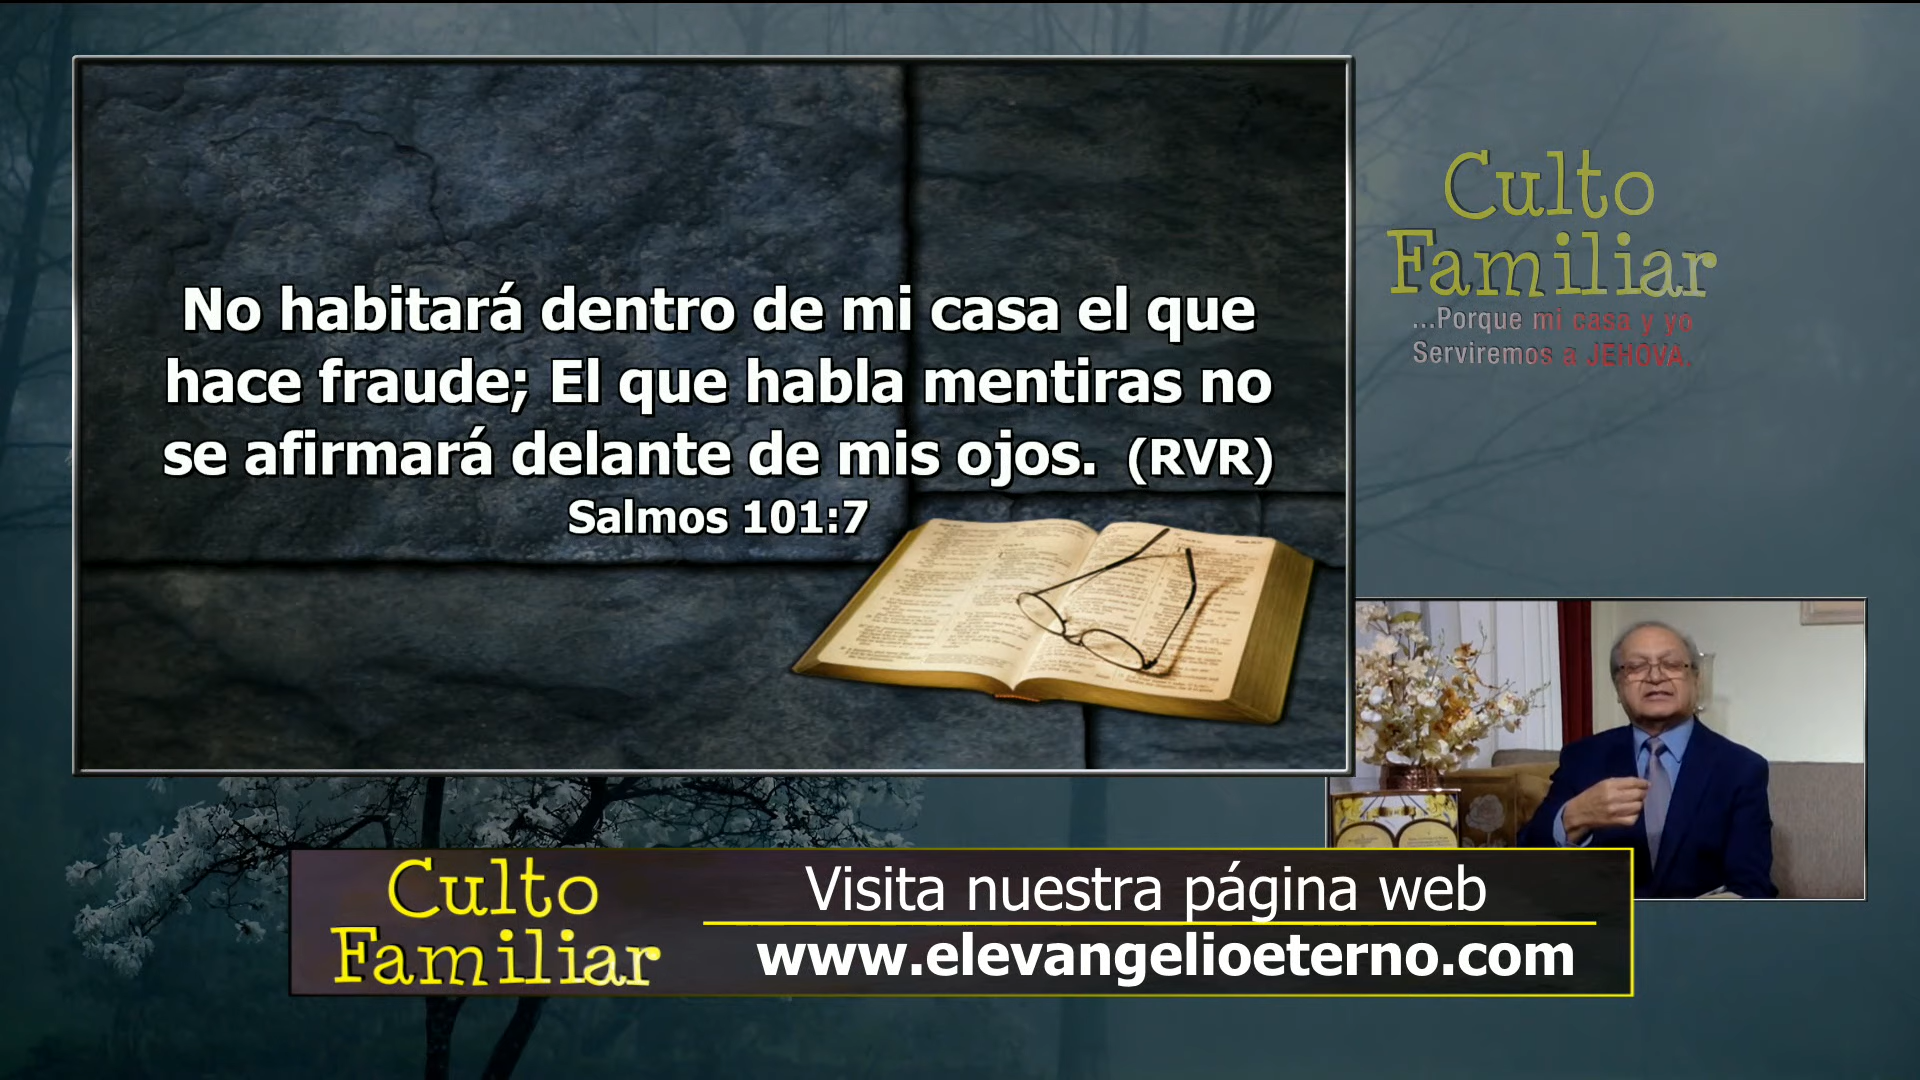 No habitará dentro de mi casa el que
hace fraude; El que habla mentiras no
se afirmará delante de mis ojos. (RVR)
Salmos 101:7
Culto
Familiar
...Porque mi casa y yo
Serviremos a JEHOVA.
Culto
Familiar
Visita nuestra página web
www.elevangelioeterno.com